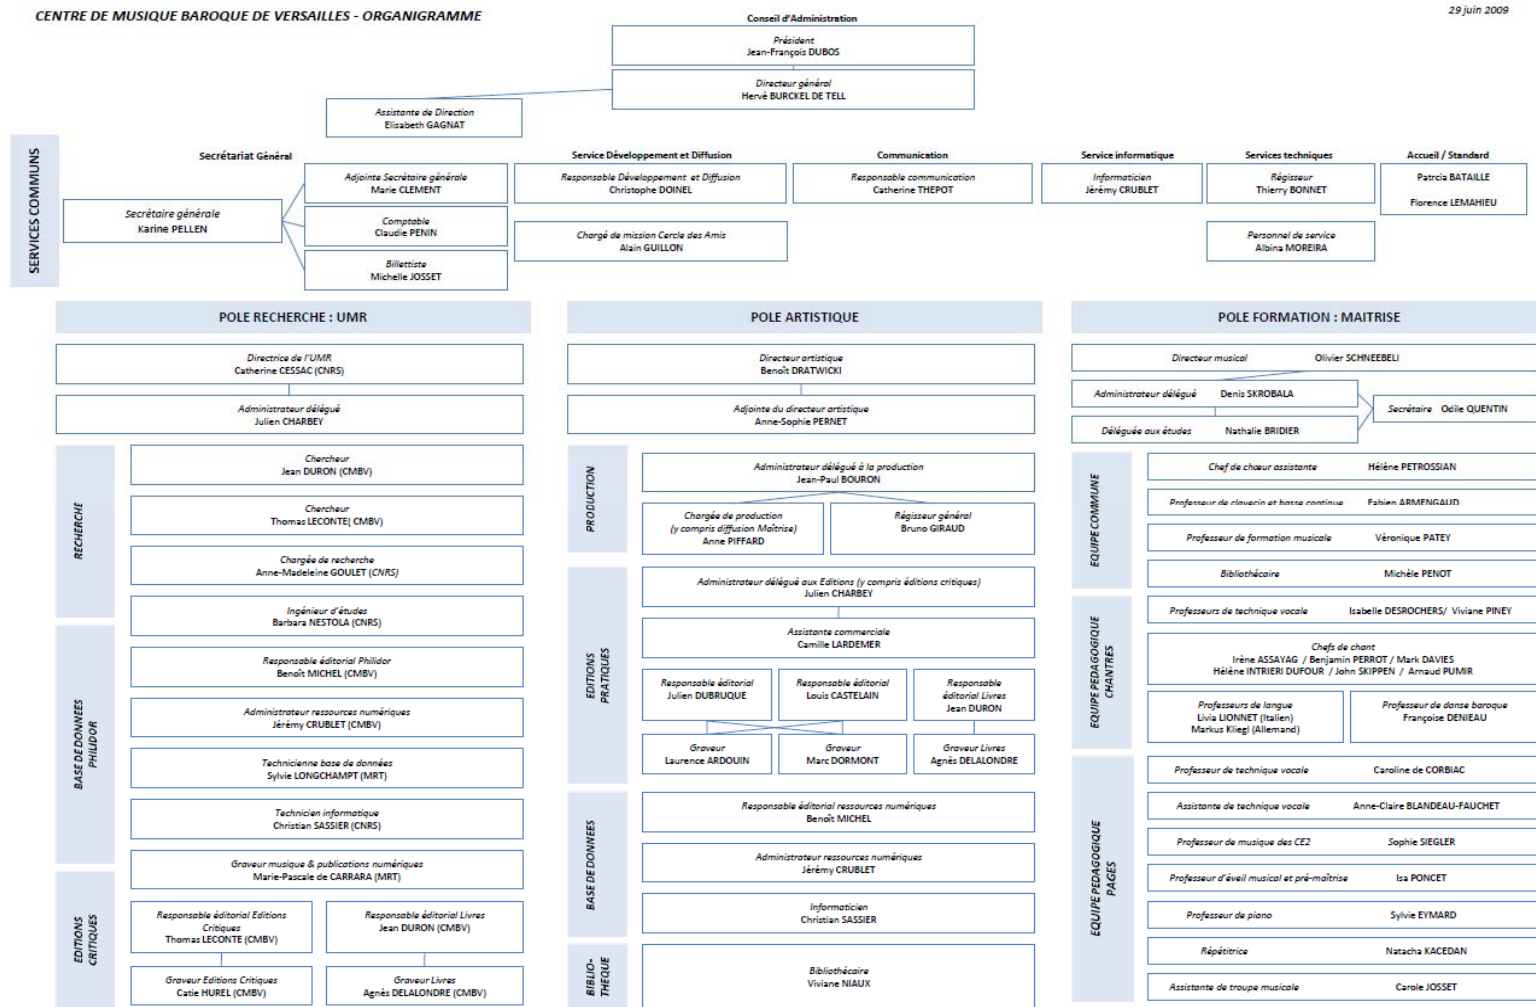 CENTRE DE MUSIQUE BAROQUE DE VERSAILLES - ORGANIGRAMME
29 juin 2009
Conseil d'Administration
Président
Jean-François DUBOS
Directeur général
Hervé BURCKEL DE TELL
Assistante de Direction
Elisabeth GAGNAT
SERVICES COMMUNS
Secrétariat Général
Secrétaire générale
Karine PELLEN
Adjointe Secrétaire générale
Marie CLEMENT
Comptable
Claudie PENIN
Billettiste
Michelle JOSSET
Service Développement et Diffusion
Responsable Développement et Diffusion
Christophe DOINEL
Chargé de mission Cercle des Amis
Alain GUILLON
Communication
Responsable communication
Catherine THEPOT
Service informatique
Informaticien
Jérémy CRUBLET
Services techniques
Régisseur
Thierry BONNET
Personnel de service
Albina MOREIRA
Accueil / Standard
Patrcia BATAILLE
Florence LEMAHIEU
POLE RECHERCHE : UMR
Directrice de l'UMR
Catherine CESSAC (CNRS)
Administrateur délégué
Julien CHARBEY
RECHERCHE
Chercheur
Jean DURON (CMBV)
Chercheur
Thomas LECONTE( CMBV)
Chargée de recherche
Anne-Madeleine GOULET (CNRS)
Ingénieur d'études
Barbara NESTOLA (CNRS)
BASE DE DONNEES
PHILIDOR
Responsable éditorial Philidor
Benoît MICHEL (CMBV)
Administrateur ressources numériques
Jérémy CRUBLET (CMBV)
Technicienne base de données
Sylvie LONGCHAMPT (MRT)
Technicien informatique
Christian SASSIER (CNRS)
Graveur musique & publications numériques
Marie-Pascale de CARRARA (MRT)
EDITIONS
CRITIQUES
Responsable éditorial Editions
Critiques
Thomas LECONTE (CMBV)
Responsable éditorial Livres
Jean DURON (CMBV)
Graveur Editions Critiques
Catie HUREL (CMBV)
Graveur Livres
Agnès DELALONDRE (CMBV)
POLE ARTISTIQUE
Directeur artistique
Benoît DRATWICKI
Adjointe du directeur artistique
Anne-Sophie PERNET
PRODUCTION
Administrateur délégué à la production
Jean-Paul BOURON
Chargée de production
(y compris diffusion Maîtrise)
Anne PIFFARD
Régisseur général
Bruno GIRAUD
EDITIONS
PRATIQUES
Administrateur délégué aux Editions (y compris éditions critiques)
Julien CHARBEY
Assistante commerciale
Camille LARDEMER
Responsable éditorial
Julien DUBRUQUE
Responsable éditorial
Louis CASTELAIN
Responsable
éditorial Livres
Jean DURON
Graveur
Laurence ARDOUIN
Graveur
Marc DORMONT
Graveur Livres
Agnès DELALONDRE
BASE DE DONNEES
Responsable éditorial ressources numériques
Benoît MICHEL
Administrateur ressources numériques
Jérémy CRUBLET
Informaticien
Christian SASSIER
BIBLIO-
THEQUE
Bibliothécaire
Viviane NIAUX
POLE FORMATION : MAITRISE
Directeur musical Olivier SCHNEEBELI
Administrateur délégué Denis SKROBALA
Déléguée aux études Nathalie BRIDIER
Secrétaire Odile QUENTIN
EQUIPE COMMUNE
Chef de chœur assistante Hélène PETROSSIAN
Professeur de clavecin et basse continue Fabien ARMENGAUD
Professeur de formation musicale Véronique PATEY
Bibliothécaire Michèle PENOT
EQUIPE PEDAGOGIQUE
CHANTRES
Professeurs de technique vocale Isabelle DESROCHERS/ Viviane PINEY
Chefs de chant
Irène ASSAYAG / Benjamin PERROT / Mark DAVIES
Hélène INTRIERI DUFOUR / John SKIPPEN / Arnaud PUMIR
Professeurs de langue
Livia LIONNET (Italien)
Markus Kliegl (Allemand)
Professeur de danse baroque
Françoise DENIEAU
EQUIPE PEDAGOGIQUE
PAGES
Professeur de technique vocale Caroline de CORBIAC
Assistante de technique vocale Anne-Claire BLANDEAU-FAUCHET
Professeur de musique des CE2 Sophie SIEGLER
Professeur d'éveil musical et pré-maîtrise Isa PONCET
Professeur de piano Sylvie EYMARD
Répétitrice Natacha KACEDAN
Assistante de troupe musicale Carole JOSSET